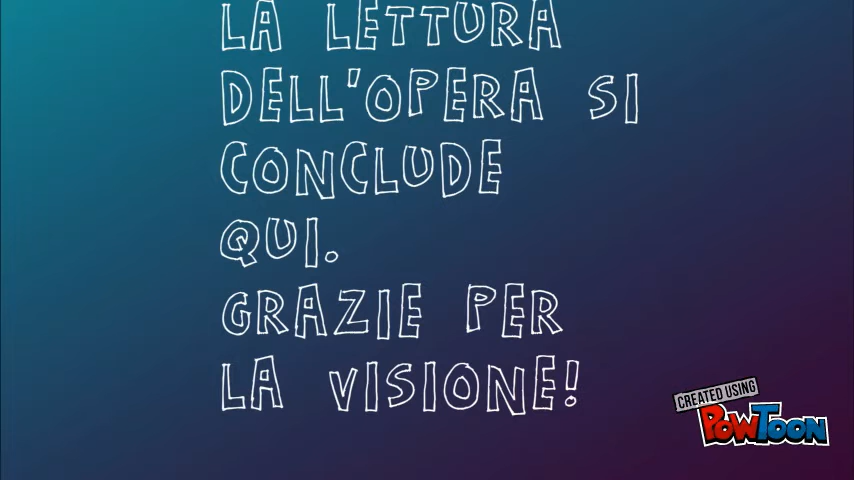 LA LETTURA
DELL'OPERA SI
CONCLUDE
QUI.
GRAZIE PER
LA VISIONE!
CREATED USING
POWTOON